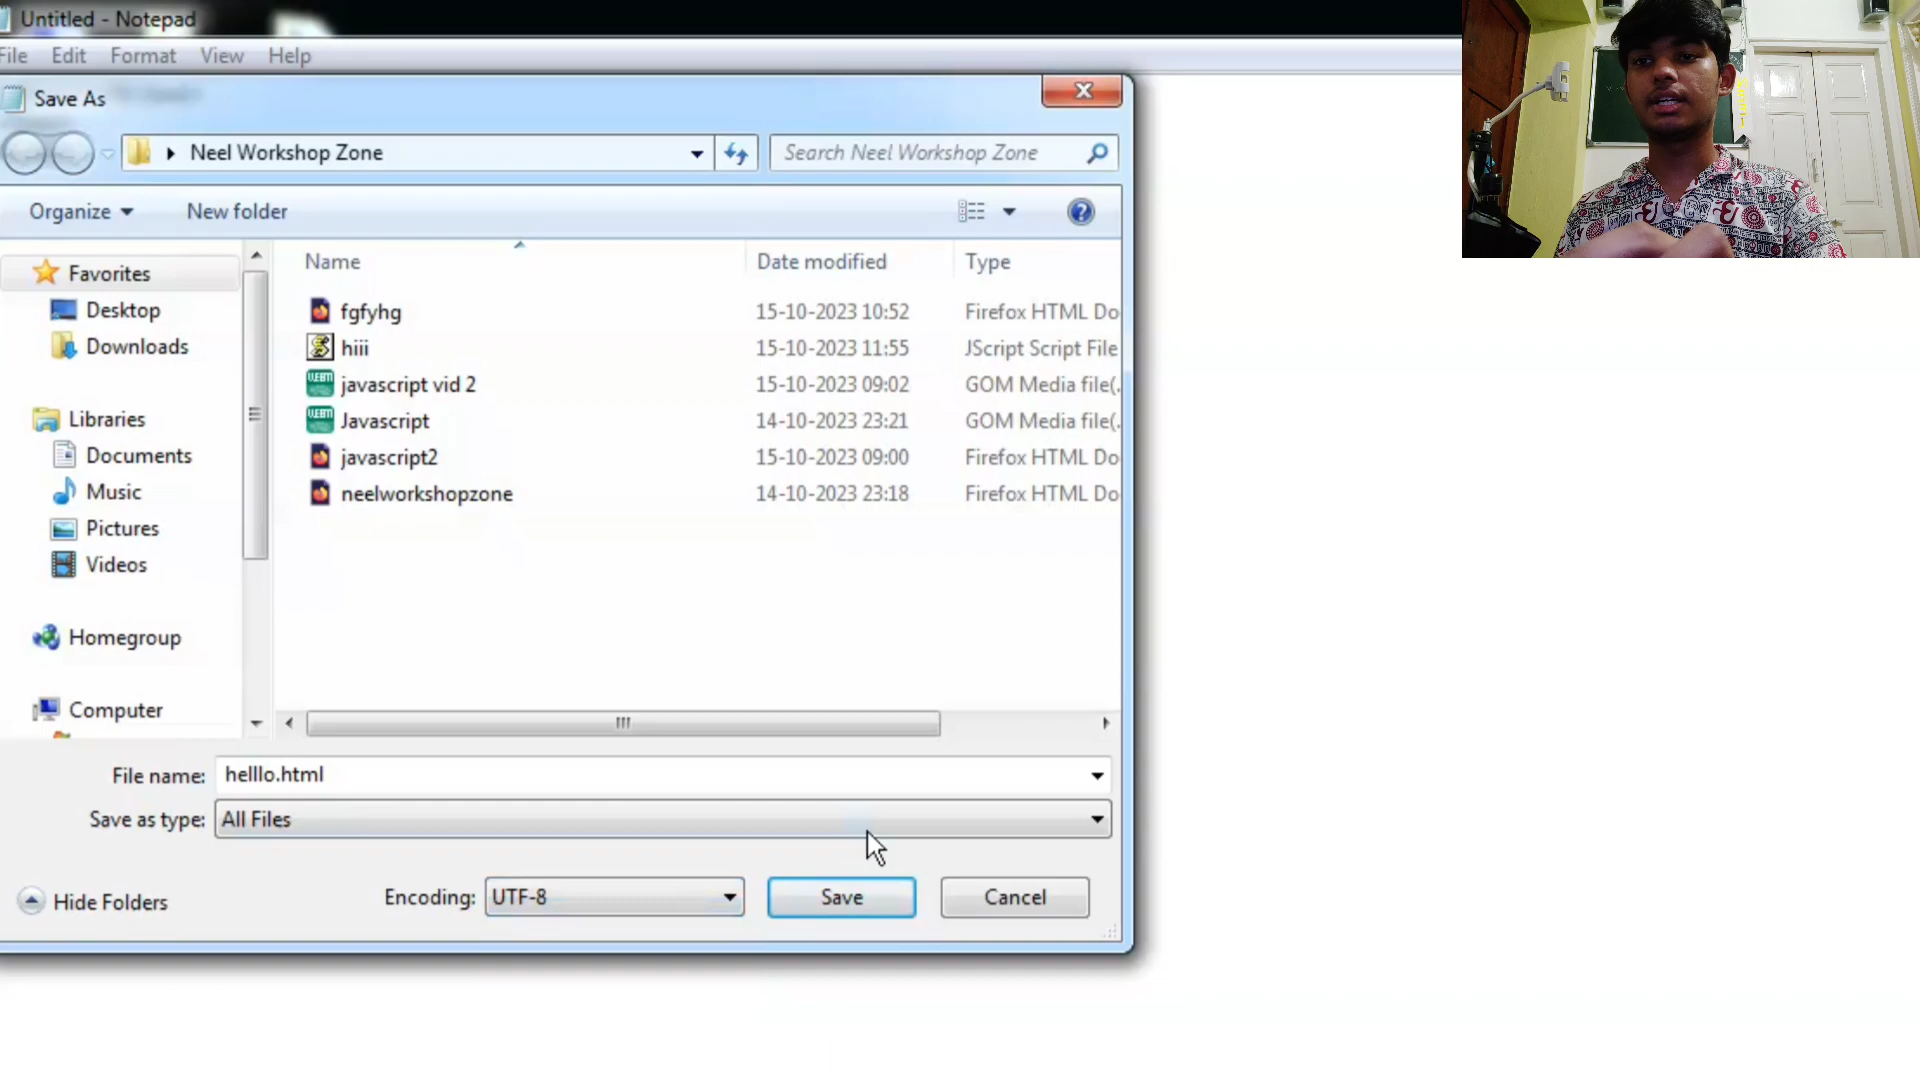 Untitled - Notepad
File Edit Format View Help
Save As
Neel Workshop Zone
Search Neel Workshop Zone
Organize New folder
Name Date modified Type
Favorites
Desktop
Downloads
Libraries
Documents
Music
Pictures
Videos
Homegroup
Computer
fgfyhg 15-10-2023 10:52 Firefox HTML Do
hiii 15-10-2023 11:55 JScript Script File
javascript vid 2 15-10-2023 09:02 GOM Media file(.
Javascript 14-10-2023 23:21 GOM Media file(.
javascript2 15-10-2023 09:00 Firefox HTML Do
neelworkshopzone 14-10-2023 23:18 Firefox HTML Do
File name: helllo.html
Save as type: All Files
Hide Folders
Encoding: UTF-8
Save Cancel